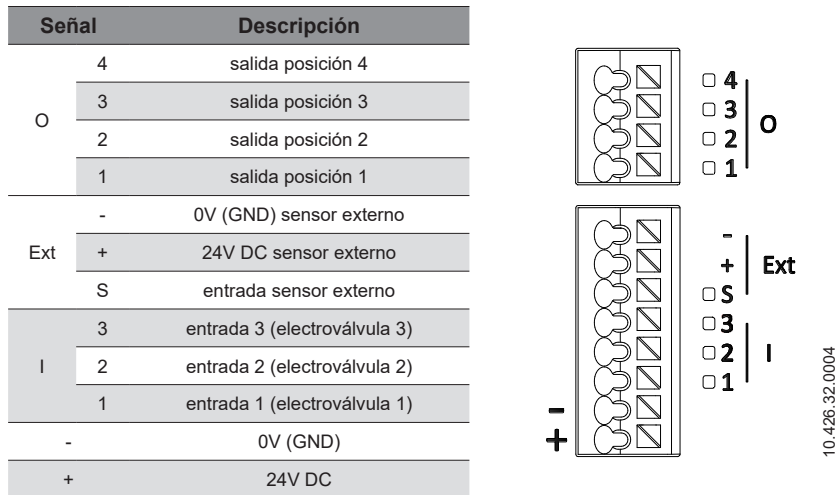 Señal Descripción
O
4 salida posición 4
3 salida posición 3
2 salida posición 2
1 salida posición 1
Ext
- 0V (GND) sensor externo
+ 24V DC sensor externo
S entrada sensor externo
I
3 entrada 3 (electroválvula 3)
2 entrada 2 (electroválvula 2)
1 entrada 1 (electroválvula 1)
- 0V (GND)
+ 24V DC
4
3
2
1
O
-
+
S
Ext
3
2
1
I
-
+
10.426.32.0004